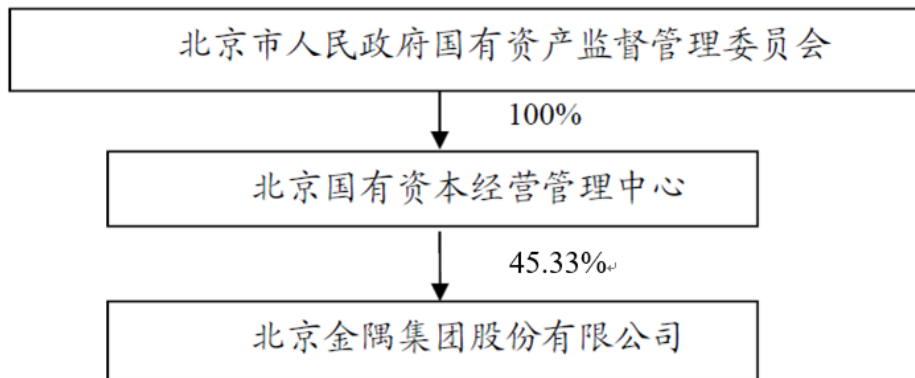 北京市人民政府国有资产监督管理委员会
100%
北京国有资本经营管理中心
45.33%
北京金隅集团股份有限公司